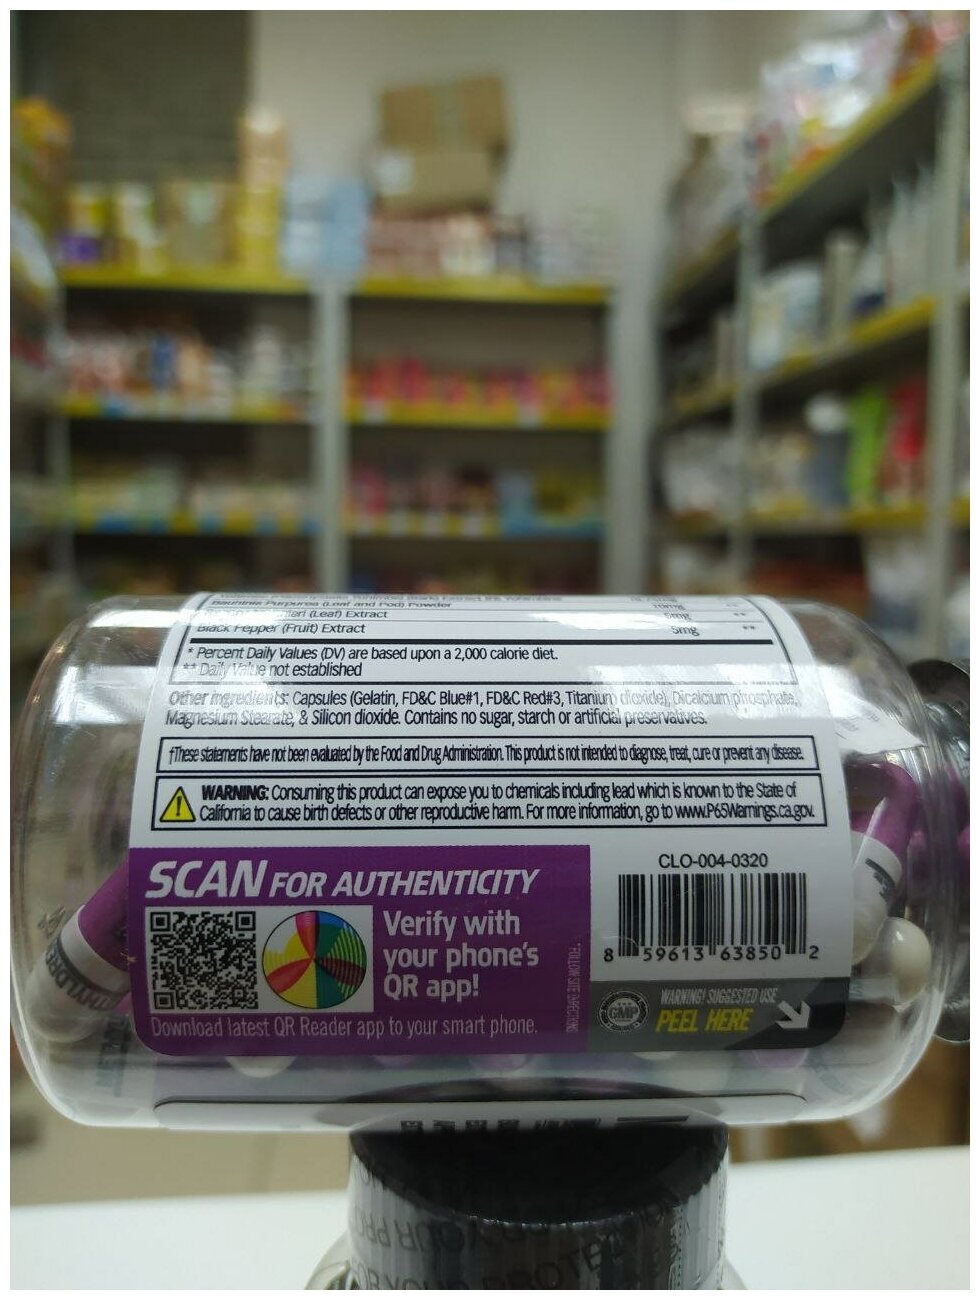 Bauhinia Purpurea (Leaf and Pod) Powder 10mg
(Leaf) Extract 5mg **
Black Pepper (Fruit) Extract 5mg **
* Percent Daily Values (DV) are based upon a 2,000 calorie diet.
** Daily Value not established
Other ingredients: Capsules (Gelatin, FD&C Blue#1, FD&C Red#3, Titanium dioxide), Dicalcium phosphate,
Magnesium Stearate, & Silicon dioxide. Contains no sugar, starch or artificial preservatives.
†These statements have not been evaluated by the Food and Drug Administration. This product is not intended to diagnose, treat, cure or prevent any disease.
WARNING: Consuming this product can expose you to chemicals including lead which is known to the State of
California to cause birth defects or other reproductive harm. For more information, go to www.P65Warnings.ca.gov.
SCAN FOR AUTHENTICITY
Verify with
your phone's
QR app!
*FOLLOW SITE DIRECTIONS
Download latest QR Reader app to your smart phone.
CLO-004-0320
8 59613 63850 2
GMP
WARNING! SUGGESTED USE
PEEL HERE